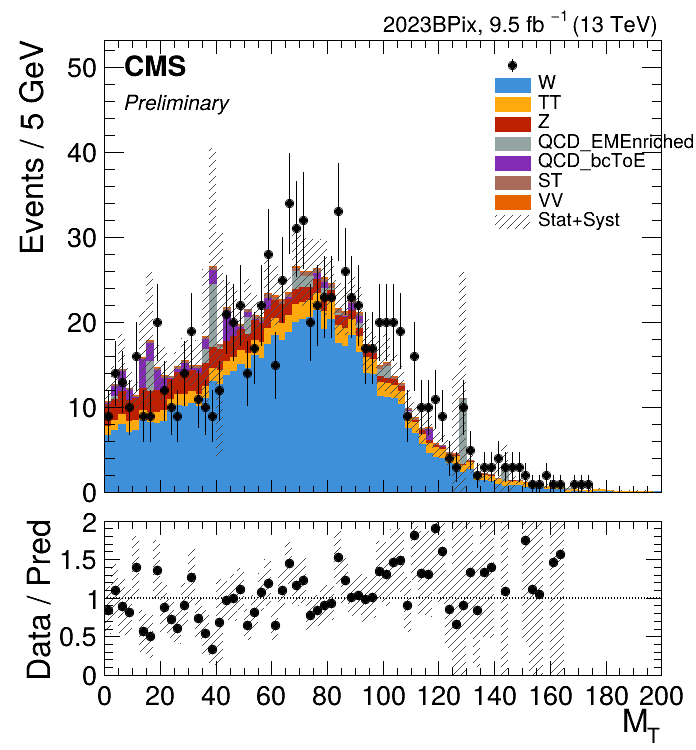 2023BPix, 9.5 fb⁻¹ (13 TeV)
CMS
Preliminary
Events / 5 GeV
50
40
30
20
10
0
W
TT
Z
QCD_EMEnriched
QCD_bcToE
ST
VV
Stat+Syst
Data / Pred
2
1.5
1
0.5
0
0 20 40 60 80 100 120 140 160 180 200
M_T